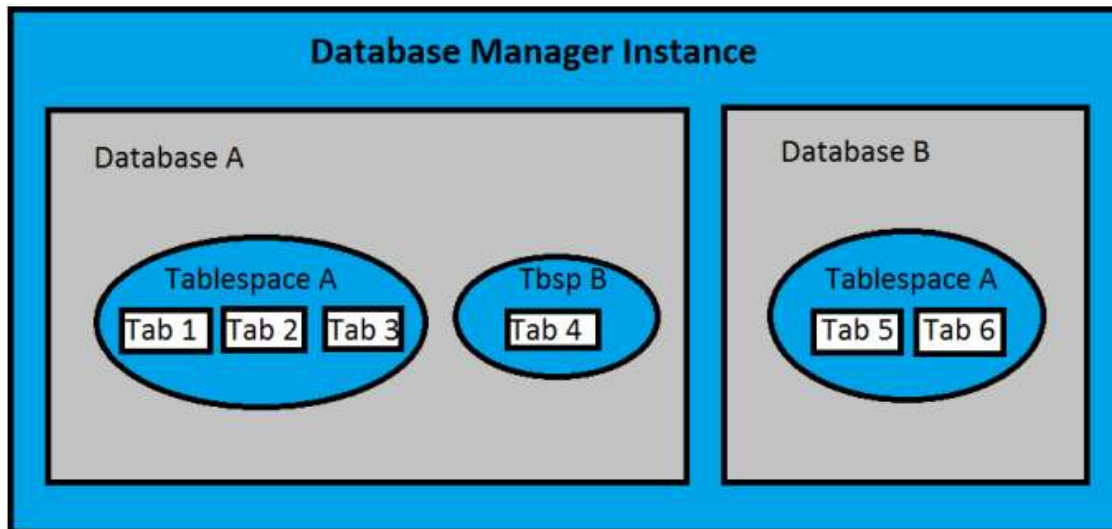 Database Manager Instance
Database A
Database B
Tablespace A
Tbsp B
Tablespace A
Tab 1
Tab 2
Tab 3
Tab 4
Tab 5
Tab 6